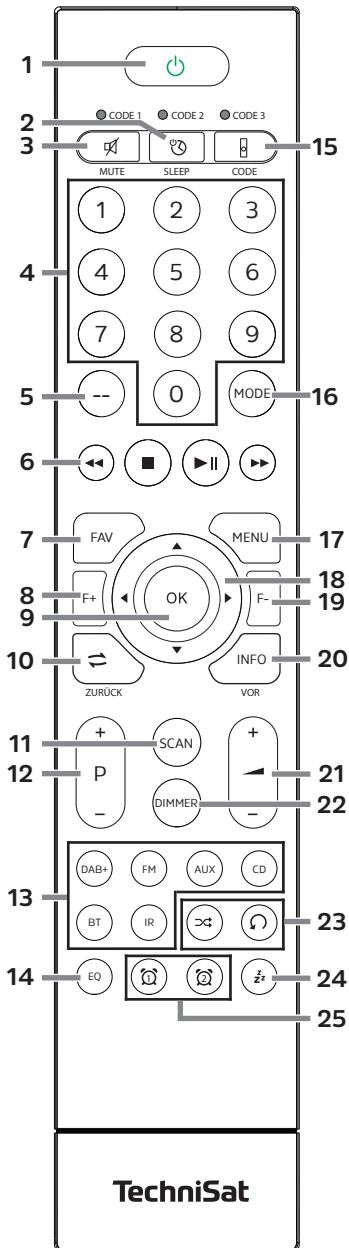 1
CODE 1 CODE 2 CODE 3
2
3 15
MUTE SLEEP CODE
1 2 3
4 4 5 6
7 8 9
5 -- 0 MODE 16
6
7 FAV MENU 17
18
8 F+ OK F- 19
9
10 INFO 20
ZURÜCK VOR
11 SCAN
+ +
12 P 21
DIMMER 22
– –
DAB+ FM AUX CD
13
BT IR 23
14 EQ 1 2 zzz 24
25
TechniSat